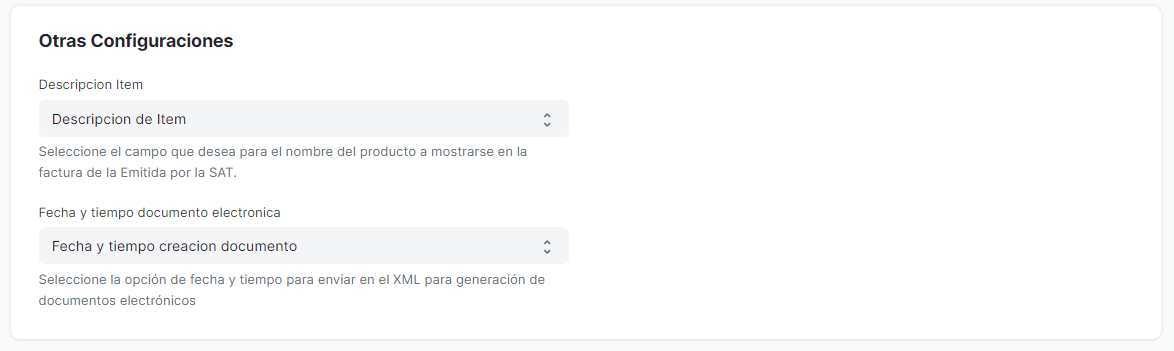 Otras Configuraciones
Descripcion Item
Descripcion de Item
Seleccione el campo que desea para el nombre del producto a mostrarse en la
factura de la Emitida por la SAT.
Fecha y tiempo documento electronica
Fecha y tiempo creacion documento
Seleccione la opción de fecha y tiempo para enviar en el XML para generación de
documentos electrónicos